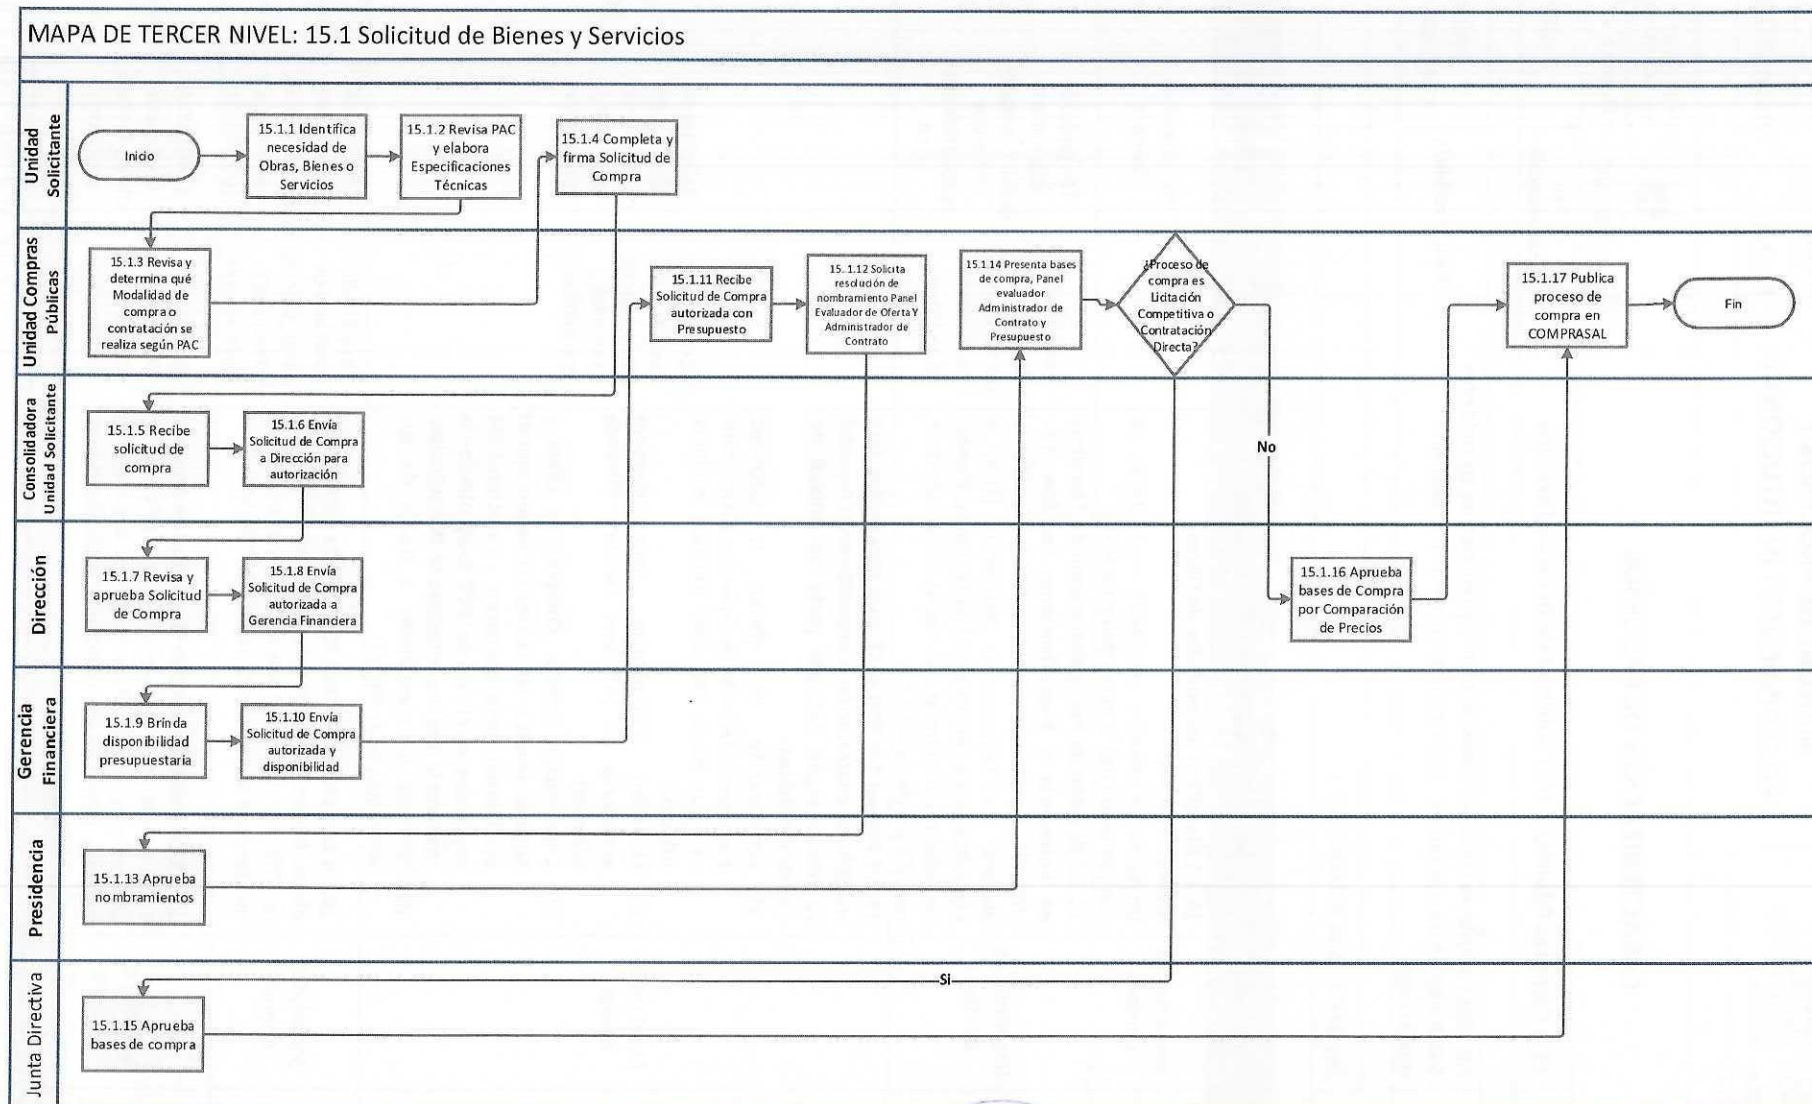 MAPA DE TERCER NIVEL: 15.1 Solicitud de Bienes y Servicios
Unidad
Solicitante
Inicio
15.1.1 Identifica
necesidad de
Obras, Bienes o
Servicios
15.1.2 Revisa PAC
y elabora
Especificaciones
Técnicas
15.1.4 Completa y
firma Solicitud de
Compra
Unidad Compras
Públicas
15.1.3 Revisa y
determina qué
Modalidad de
compra o
contratación se
realiza según PAC
15.1.11 Recibe
Solicitud de Compra
autorizada con
Presupuesto
15.1.12 Solicita
resolución de
nombramiento Panel
Evaluador de Oferta Y
Administrador de
Contrato
15.1.14 Presenta bases
de compra, Panel
evaluador
Administrador de
Contrato y
Presupuesto
¿Proceso de
compra es
Licitación
Competitiva o
Contratación
Directa?
15.1.17 Publica
proceso de
compra en
COMPRASAL
Fin
Consolidadora
Unidad Solicitante
15.1.5 Recibe
solicitud de
compra
15.1.6 Envía
Solicitud de Compra
a Dirección para
autorización
No
Dirección
15.1.7 Revisa y
aprueba Solicitud
de Compra
15.1.8 Envía
Solicitud de Compra
autorizada a
Gerencia Financiera
15.1.16 Aprueba
bases de Compra
por Comparación
de Precios
Gerencia
Financiera
15.1.9 Brinda
disponibilidad
presupuestaria
15.1.10 Envía
Solicitud de Compra
autorizada y
disponibilidad
Presidencia
15.1.13 Aprueba
nombramientos
Junta Directiva
Si
15.1.15 Aprueba
bases de compra